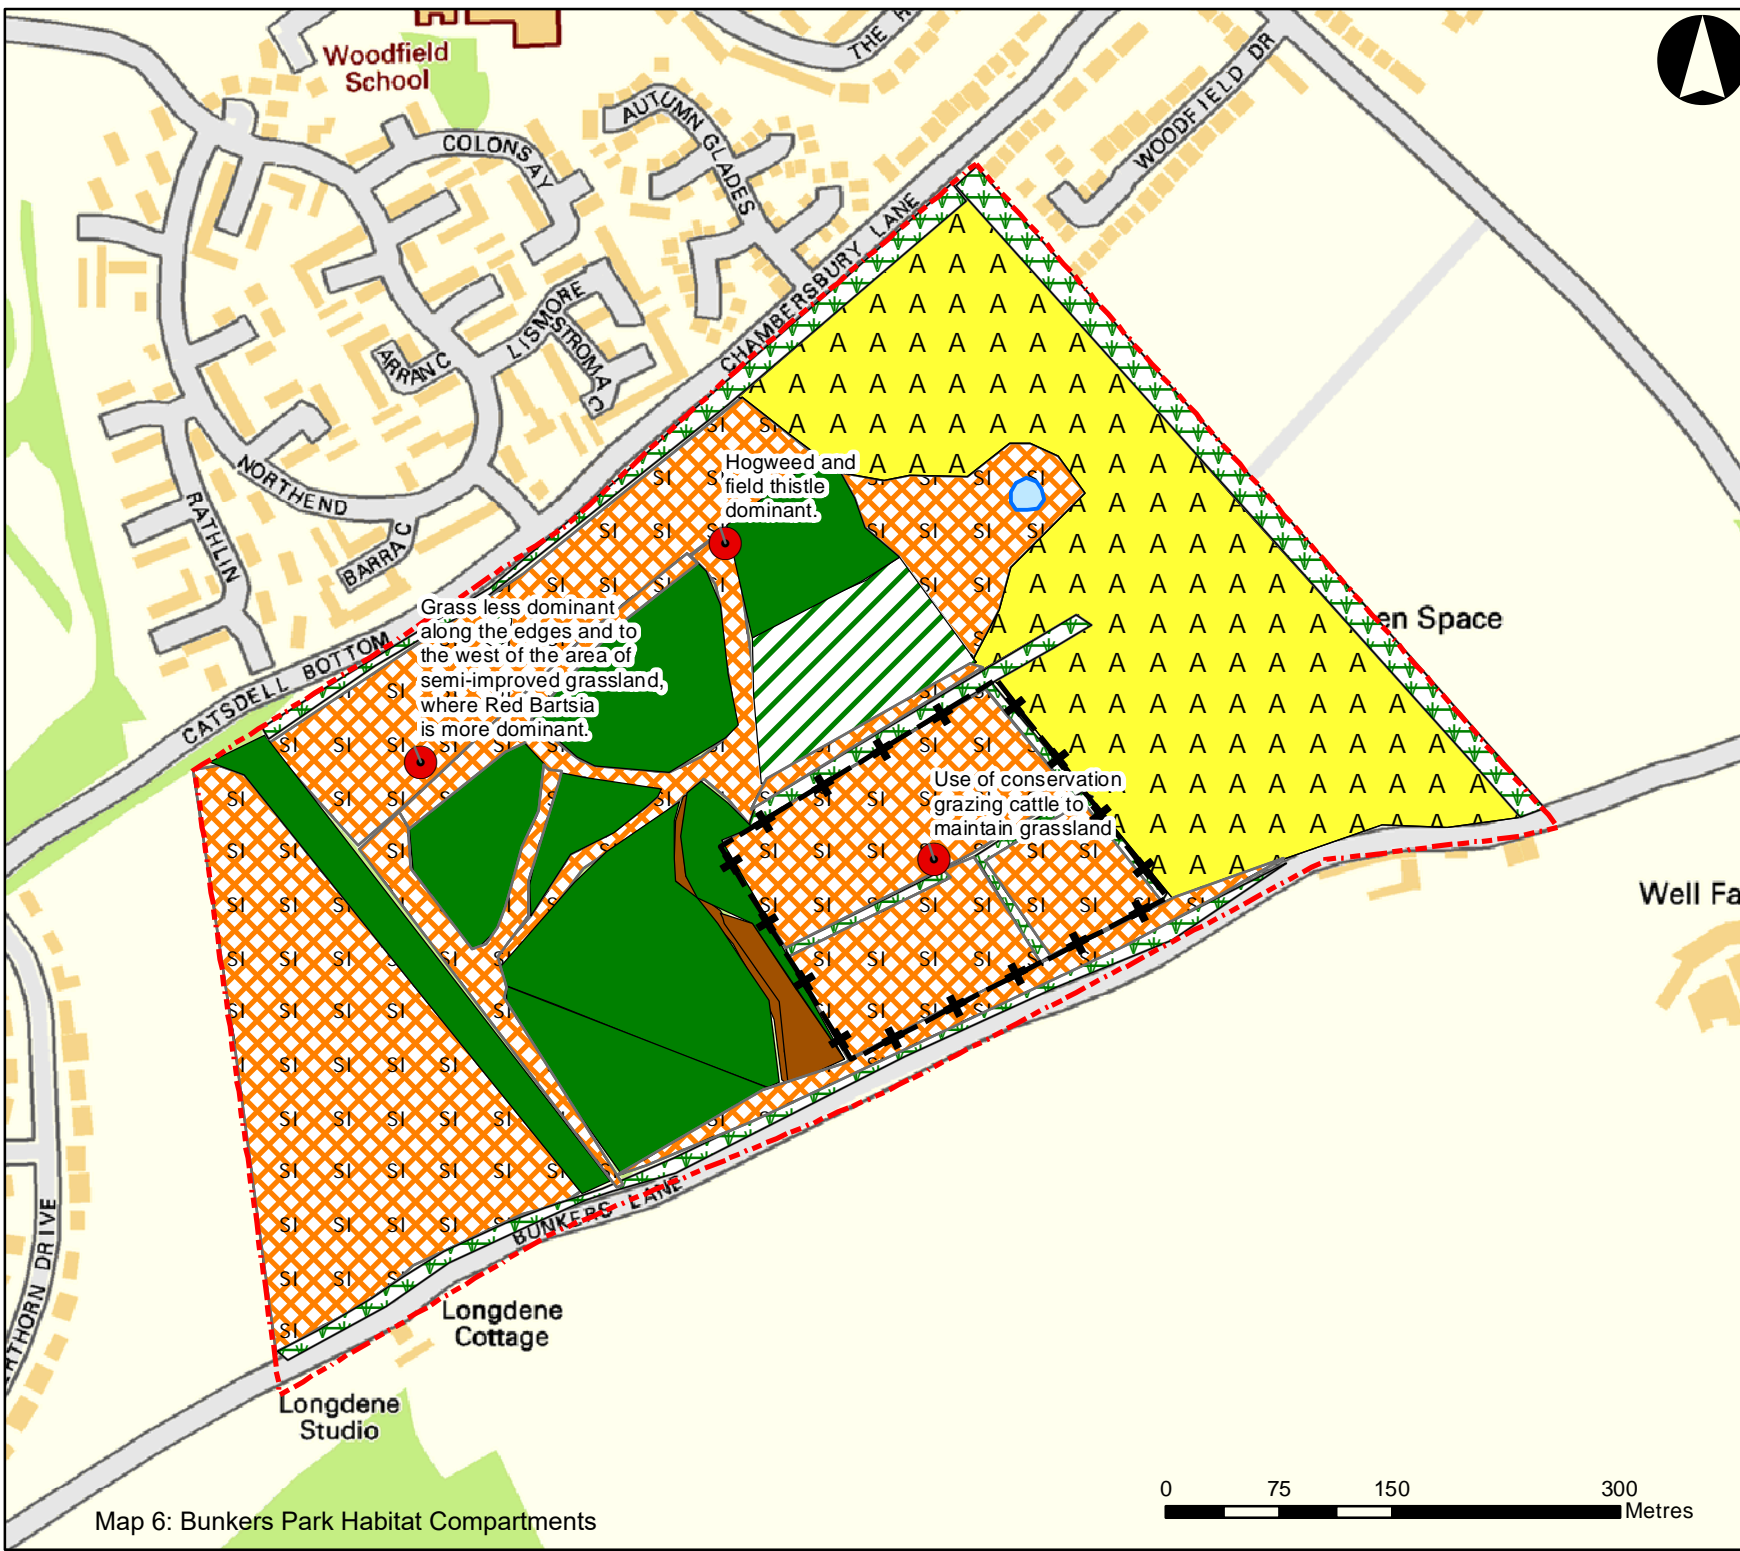 Woodfield
School
THE
COLONSAY
AUTUMN GLADES
WOODFIELD DR
CHAMBERSBURY LANE
LISMORE
STROMA C
ARRAN C
NORTHEND
RATHLIN
BARRA C
CATSDELL BOTTOM
Hogweed and
field thistle
dominant.
Grass less dominant
along the edges and to
the west of the area of
semi-improved grassland,
where Red Bartsia
is more dominant.
en Space
Use of conservation
grazing cattle to
maintain grassland
Well Fa
BUNKERS LANE
RTHORN DRIVE
Longdene
Cottage
Longdene
Studio
0 75 150 300
Metres
Map 6: Bunkers Park Habitat Compartments